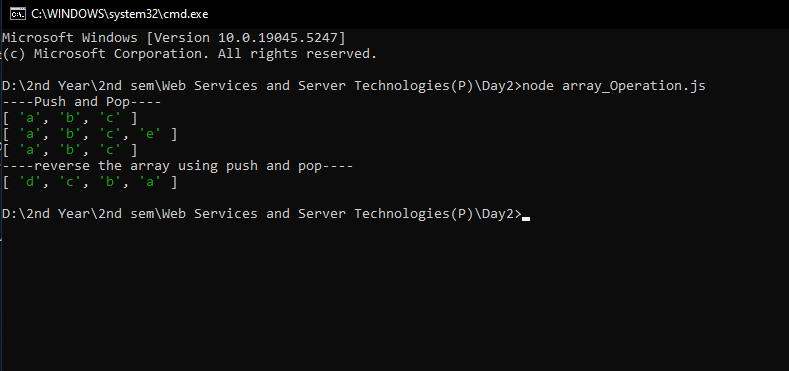 C:\WINDOWS\system32\cmd.exe
Microsoft Windows [Version 10.0.19045.5247]
(c) Microsoft Corporation. All rights reserved.
D:\2nd Year\2nd sem\Web Services and Server Technologies(P)\Day2>node array_Operation.js
----Push and Pop----
[ 'a', 'b', 'c' ]
[ 'a', 'b', 'c', 'e' ]
[ 'a', 'b', 'c' ]
----reverse the array using push and pop----
[ 'd', 'c', 'b', 'a' ]
D:\2nd Year\2nd sem\Web Services and Server Technologies(P)\Day2>